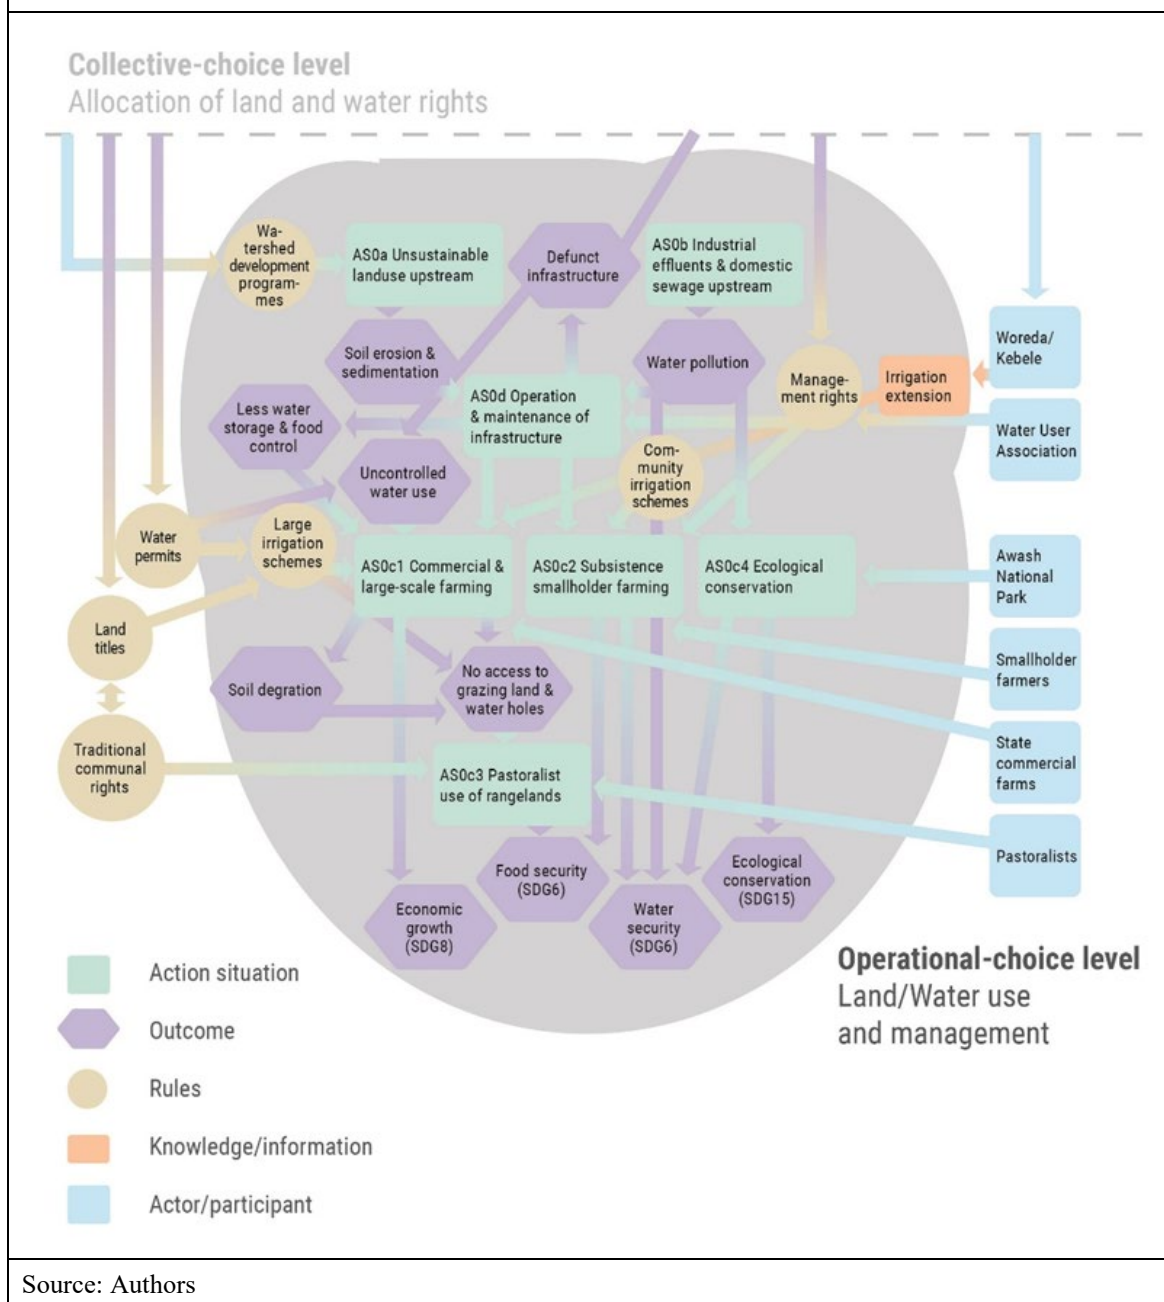 Collective-choice level
Allocation of land and water rights
Wa-
tershed
development
program-
mes
AS0a Unsustainable
landuse upstream
Defunct
infrastructure
AS0b Industrial
effluents & domestic
sewage upstream
Soil erosion &
sedimentation
Water pollution
Manage-
ment rights
Irrigation
extension
Woreda/
Kebele
Less water
storage & food
control
AS0d Operation
& maintenance of
infrastructure
Water User
Association
Uncontrolled
water use
Com-
munity
irrigation
schemes
Water
permits
Large
irrigation
schemes
AS0c1 Commercial &
large-scale farming
AS0c2 Subsistence
smallholder farming
AS0c4 Ecological
conservation
Awash
National
Park
Land
titles
Smallholder
farmers
Soil degration
No access to
grazing land &
water holes
State
commercial
farms
Traditional
communal
rights
AS0c3 Pastoralist
use of rangelands
Pastoralists
Food security
(SDG6)
Ecological
conservation
(SDG15)
Economic
growth
(SDG8)
Water
security
(SDG6)
Operational-choice level
Land/Water use
and management
Action situation
Outcome
Rules
Knowledge/information
Actor/participant
Source: Authors